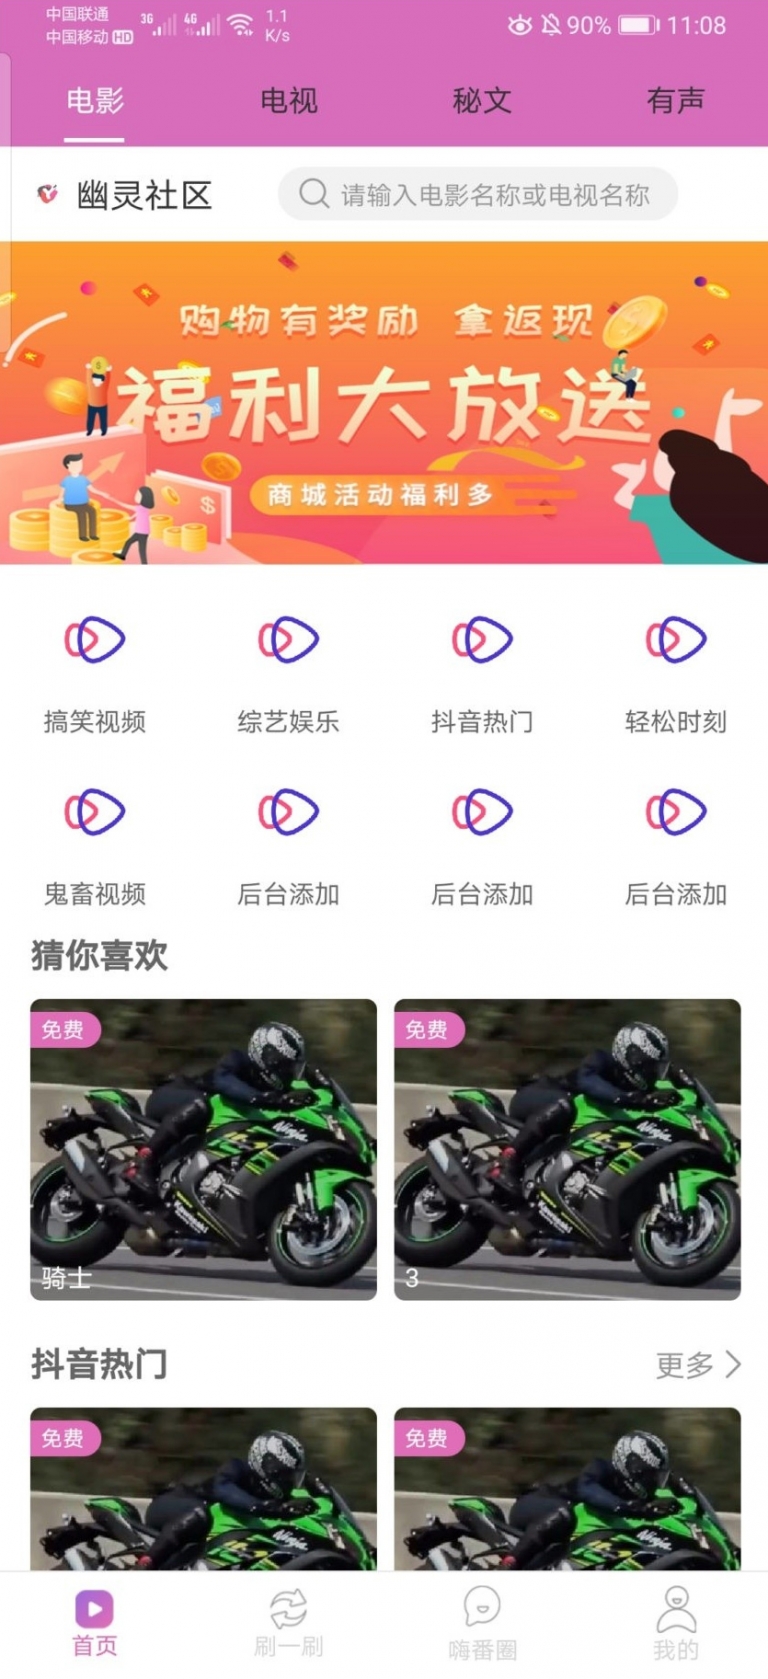 中国联通
中国移动 HD
3G
4G
1.1
K/s
90%
11:08
电影
电视
秘文
有声
幽灵社区
请输入电影名称或电视名称
购物有奖励 拿返现
福利大放送
商城活动福利多
搞笑视频
综艺娱乐
抖音热门
轻松时刻
鬼畜视频
后台添加
后台添加
后台添加
猜你喜欢
免费
免费
Ninja
Kawasaki
骑士
Ninja
Kawasaki
3
抖音热门
更多
免费
免费
Ninja
Ninja
首页
刷一刷
嗨番圈
我的